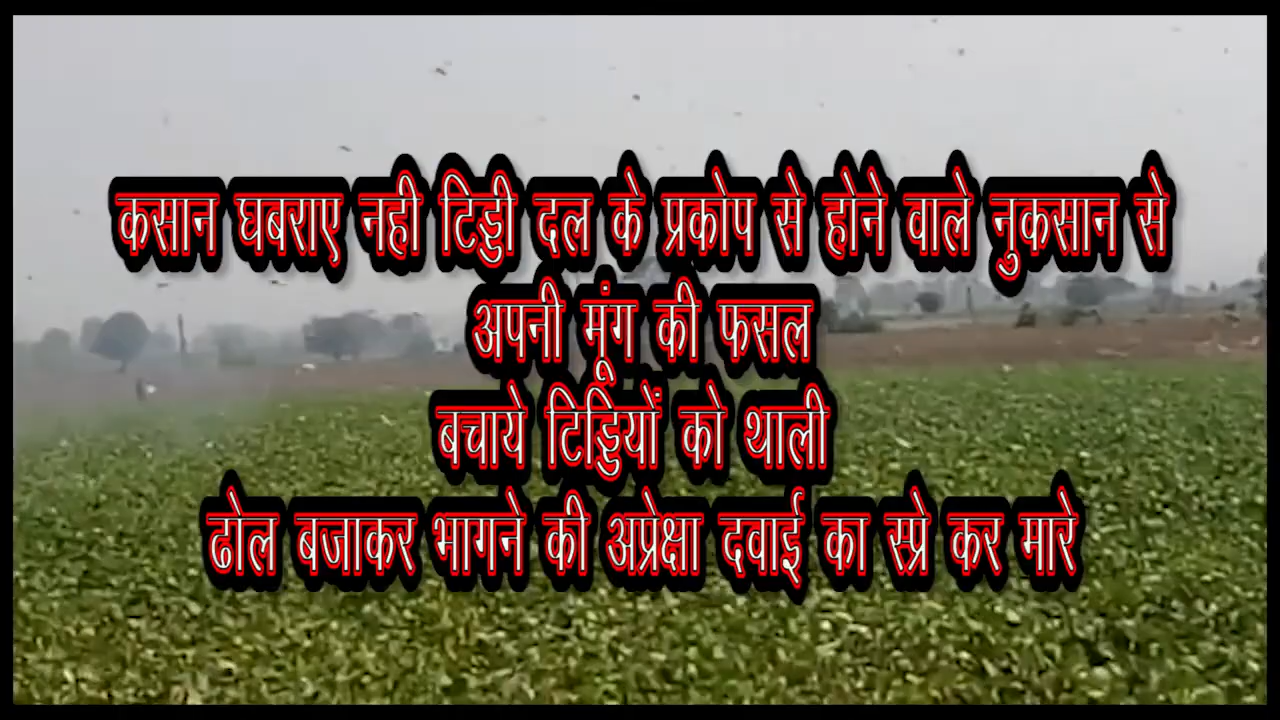 कसान घबराए नही टिड्डी दल के प्रकोप से होने वाले नुकसान से
अपनी मूंग की फसल
बचाये टिड्डियों को थाली
ढोल बजाकर भागने की अप्रेक्षा दवाई का स्प्रे कर मारे